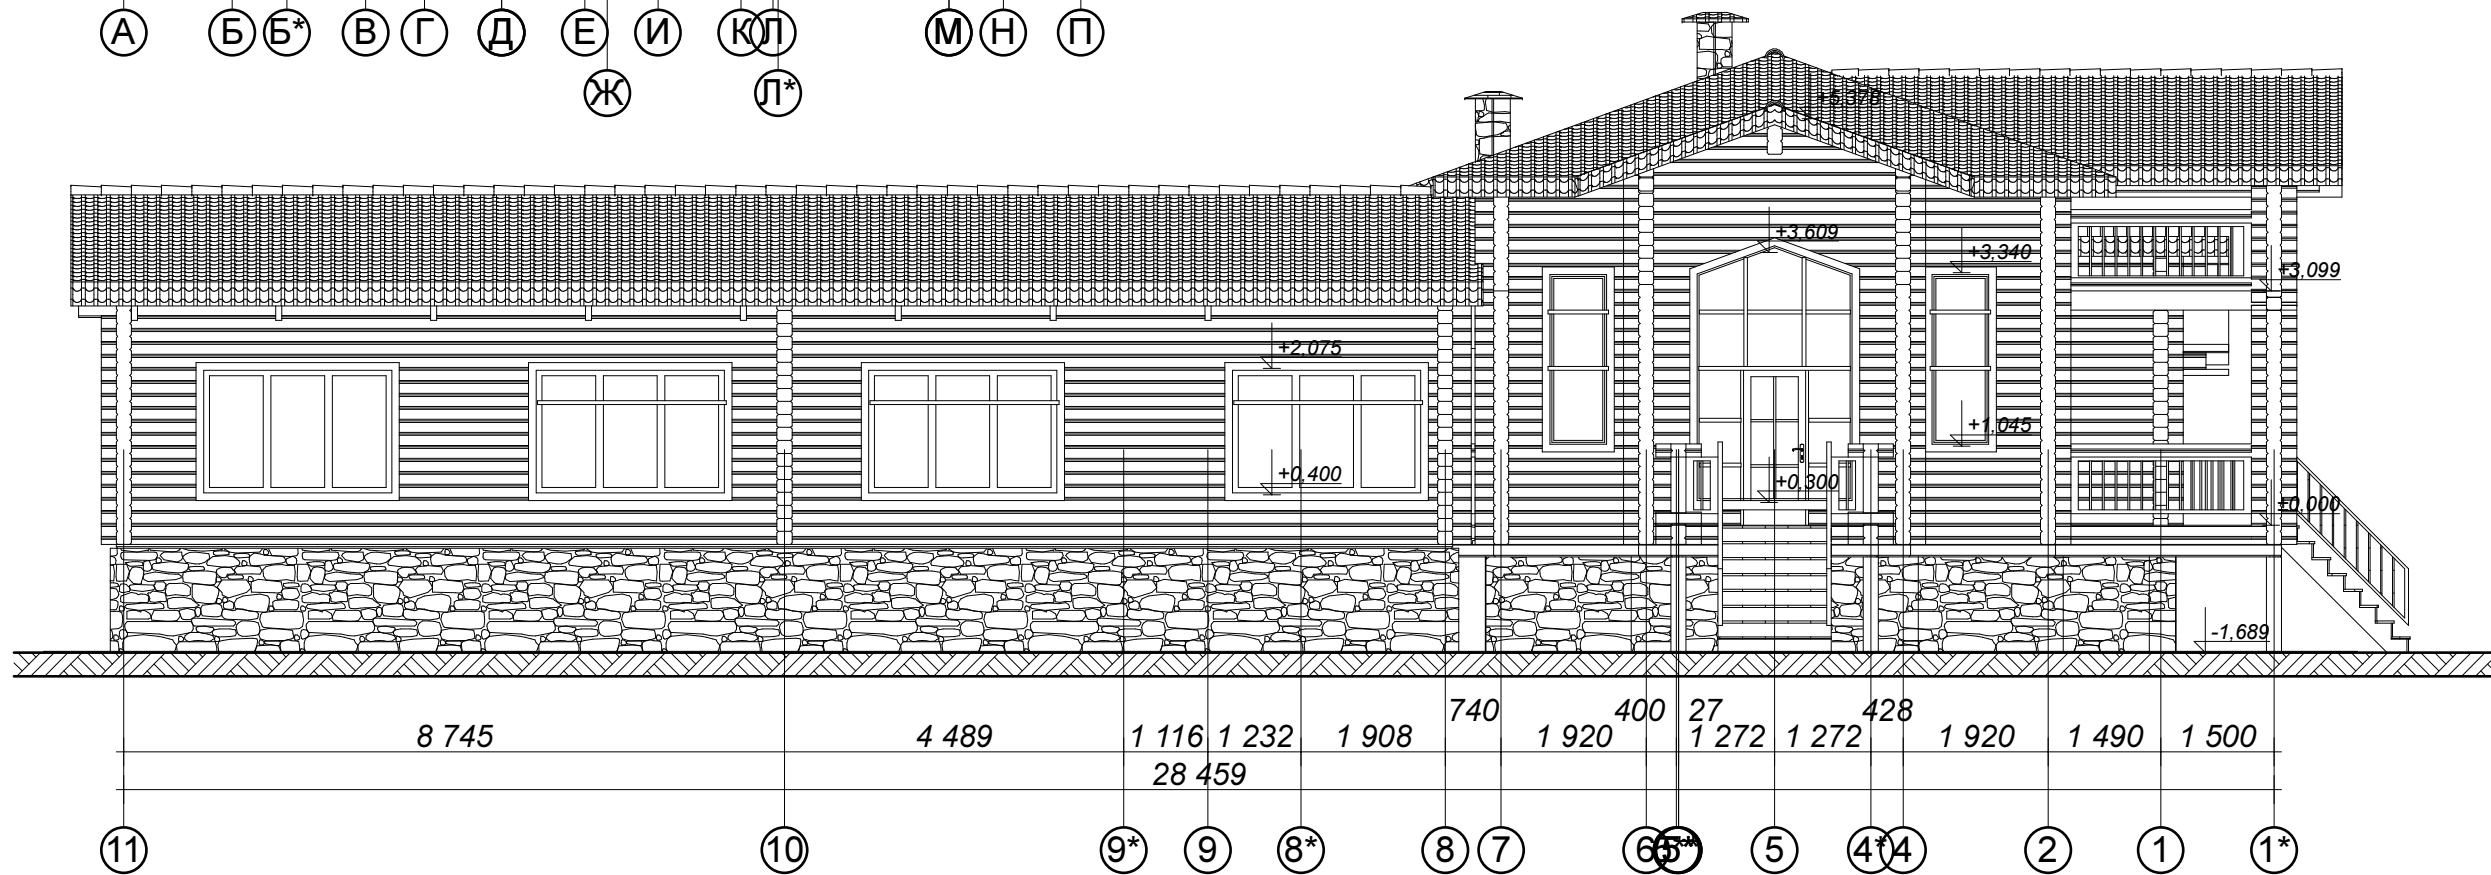 А Б Б* В Г Д Е И К Л М Н П
Ж Л*
+5,378
+3,609
+3,340
+3,099
+2,075
+1,045
+0,400
+0,300
±0,000
-1,689
740 400 27 428
8 745 4 489 1 116 1 232 1 908 1 920 1 272 1 272 1 920 1 490 1 500
28 459
11 10 9* 9 8* 8 7 6 5 4* 4 2 1 1*